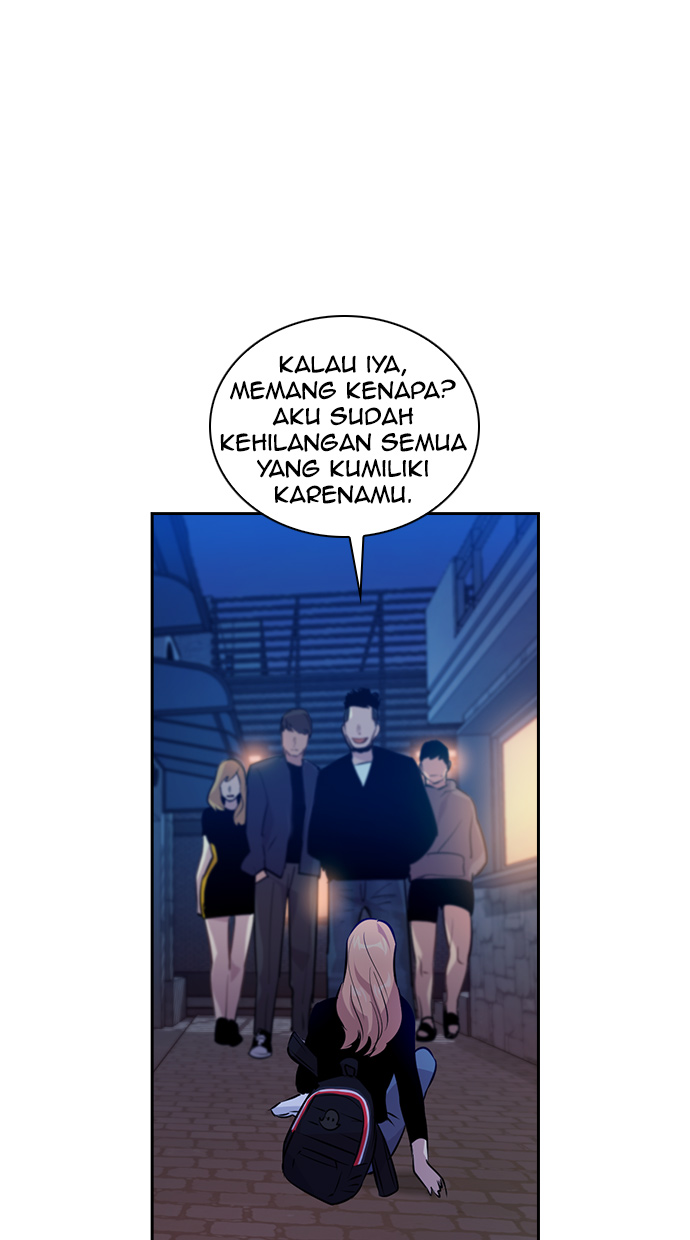 KALAU IYA,
MEMANG KENAPA?
AKU SUDAH
KEHILANGAN SEMUA
YANG KUMILIKI
KARENAMU.